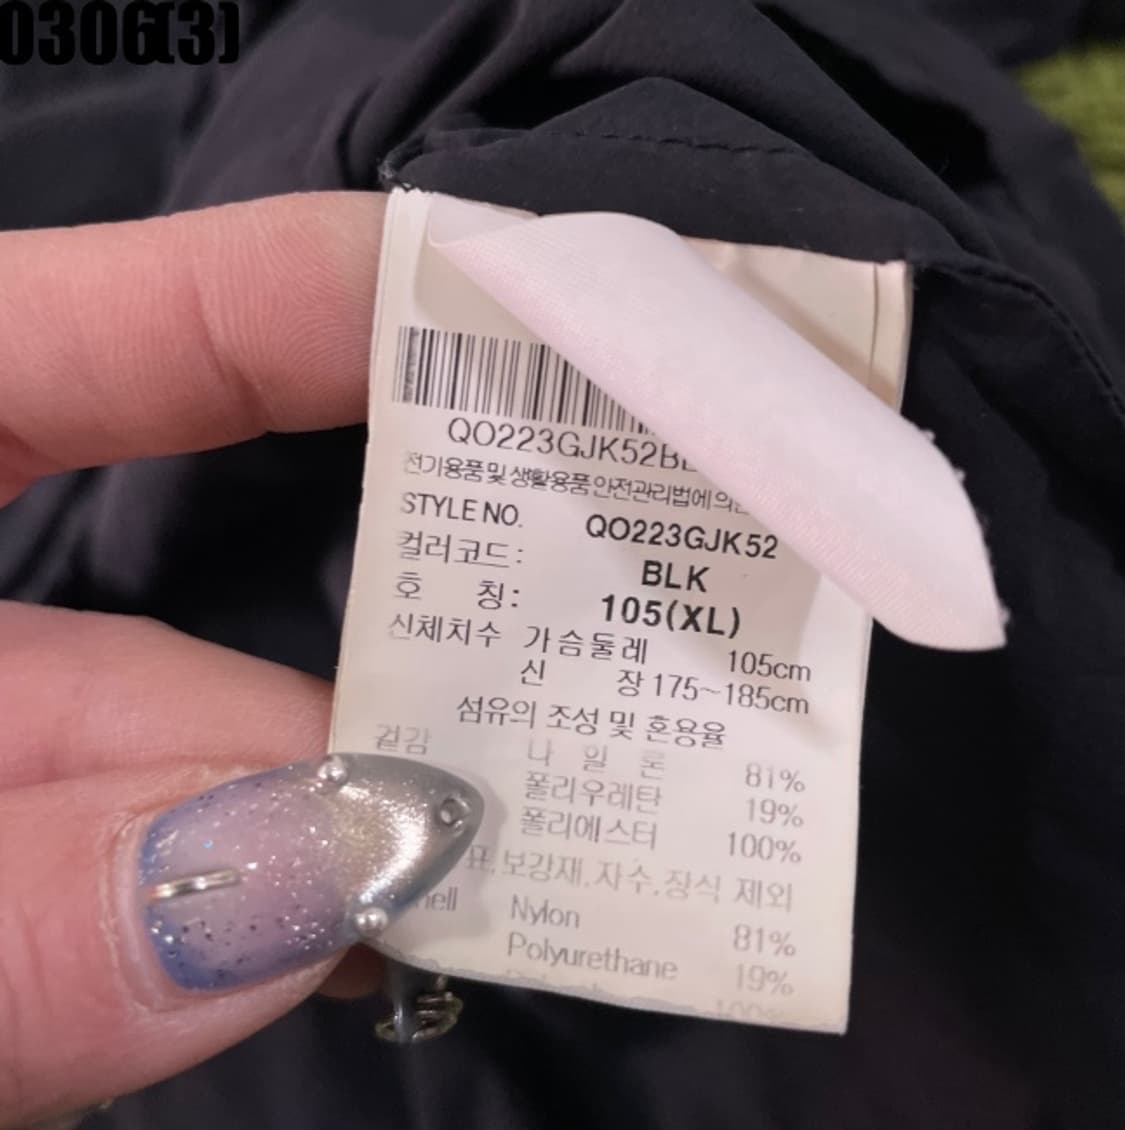 0306(3)
QO223GJK52BL
전기용품 및 생활용품 안전관리법에 의한
STYLE NO. QO223GJK52
컬러코드: BLK
호 칭: 105(XL)
신체치수 가슴둘레 105cm
신 장 175~185cm
섬유의 조성 및 혼용율
겉감 나 일 론 81%
폴리우레탄 19%
폴리에스터 100%
표, 보강재, 자수, 장식 제외
hell Nylon 81%
Polyurethane 19%
100%